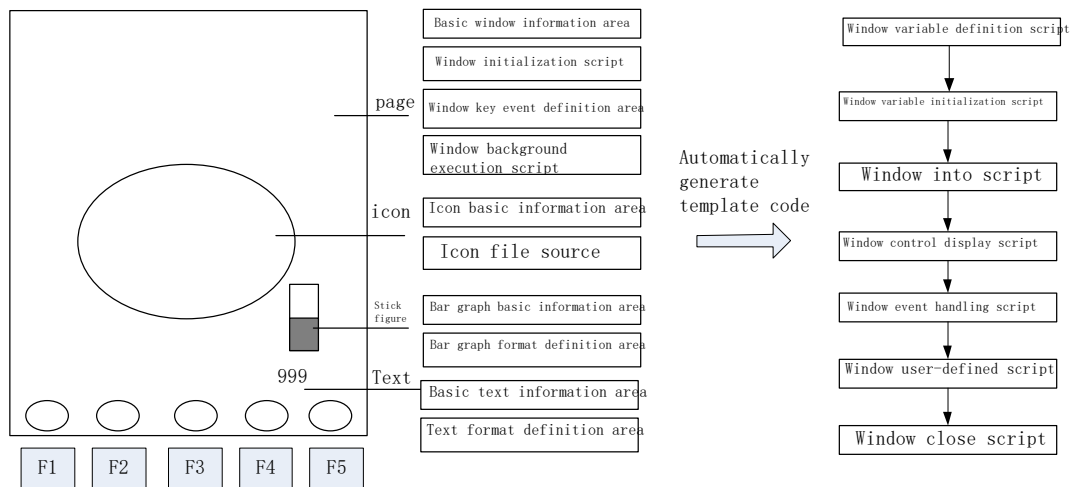 Basic window information area
Window initialization script
page
Window key event definition area
Window background
execution script
icon
Icon basic information area
Icon file source
Stick
figure
Bar graph basic information area
Bar graph format definition area
999
Text
Basic text information area
Text format definition area
F1
F2
F3
F4
F5
Automatically
generate
template code
Window variable definition script
Window variable initialization script
Window into script
Window control display script
Window event handling script
Window user-defined script
Window close script